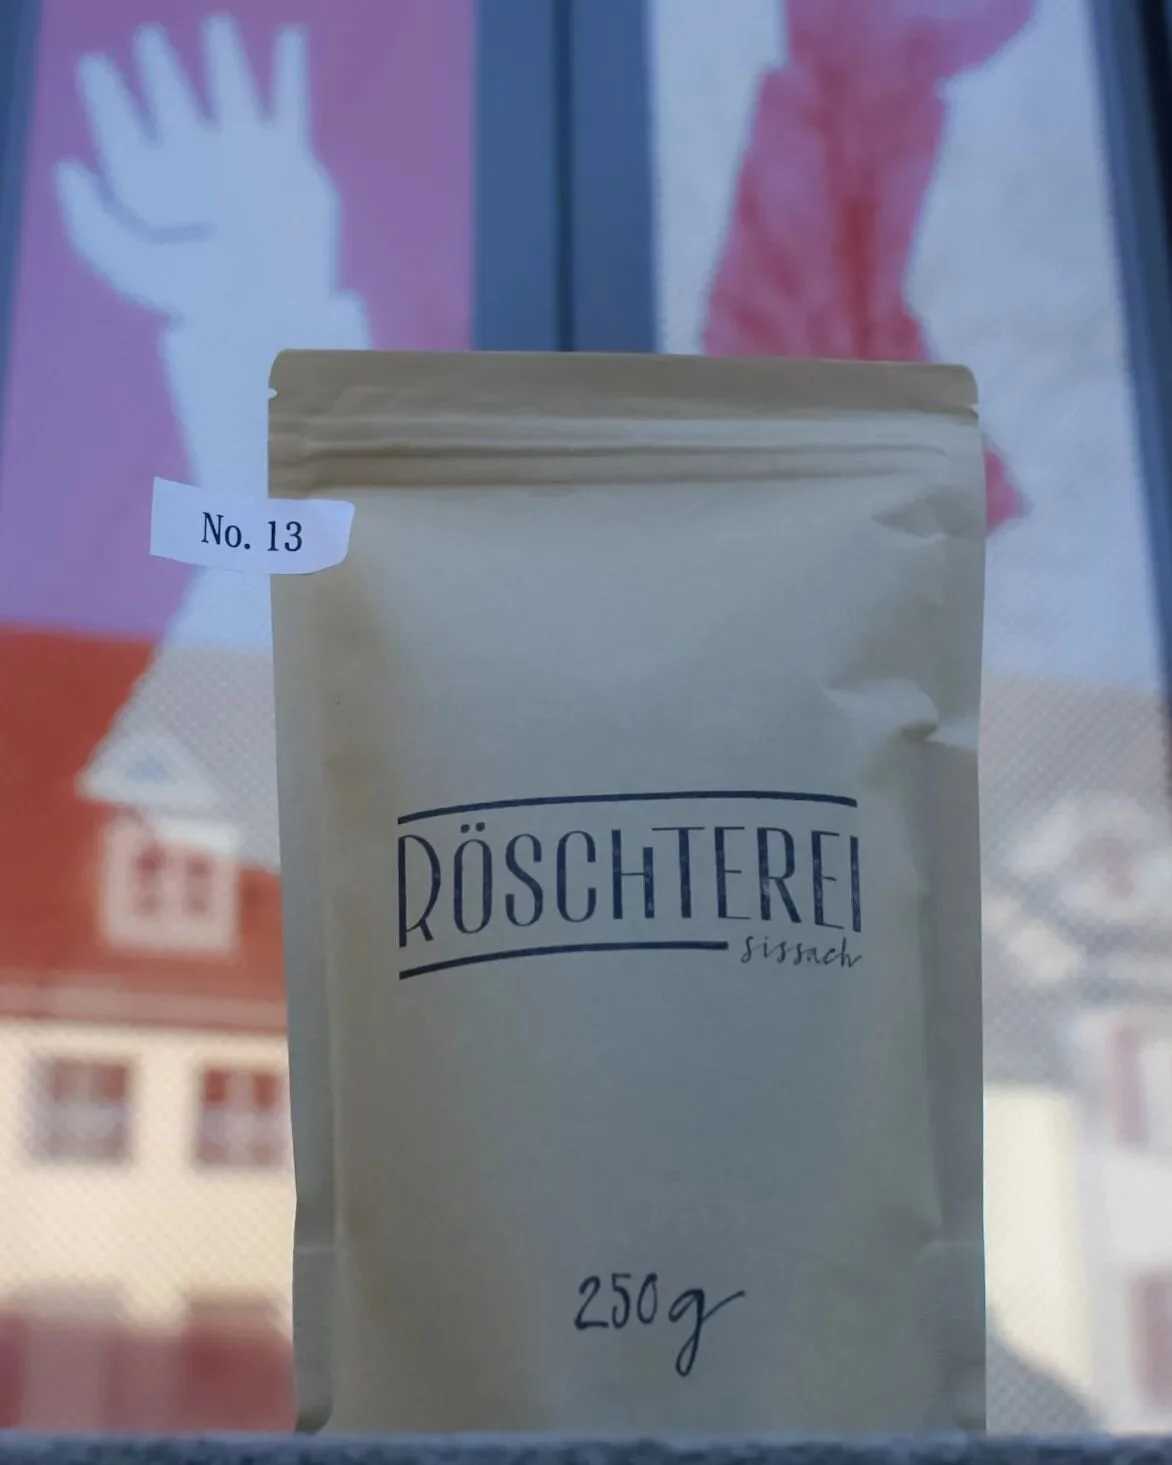 No. 13
RÖSCHTEREI
sissach
250g